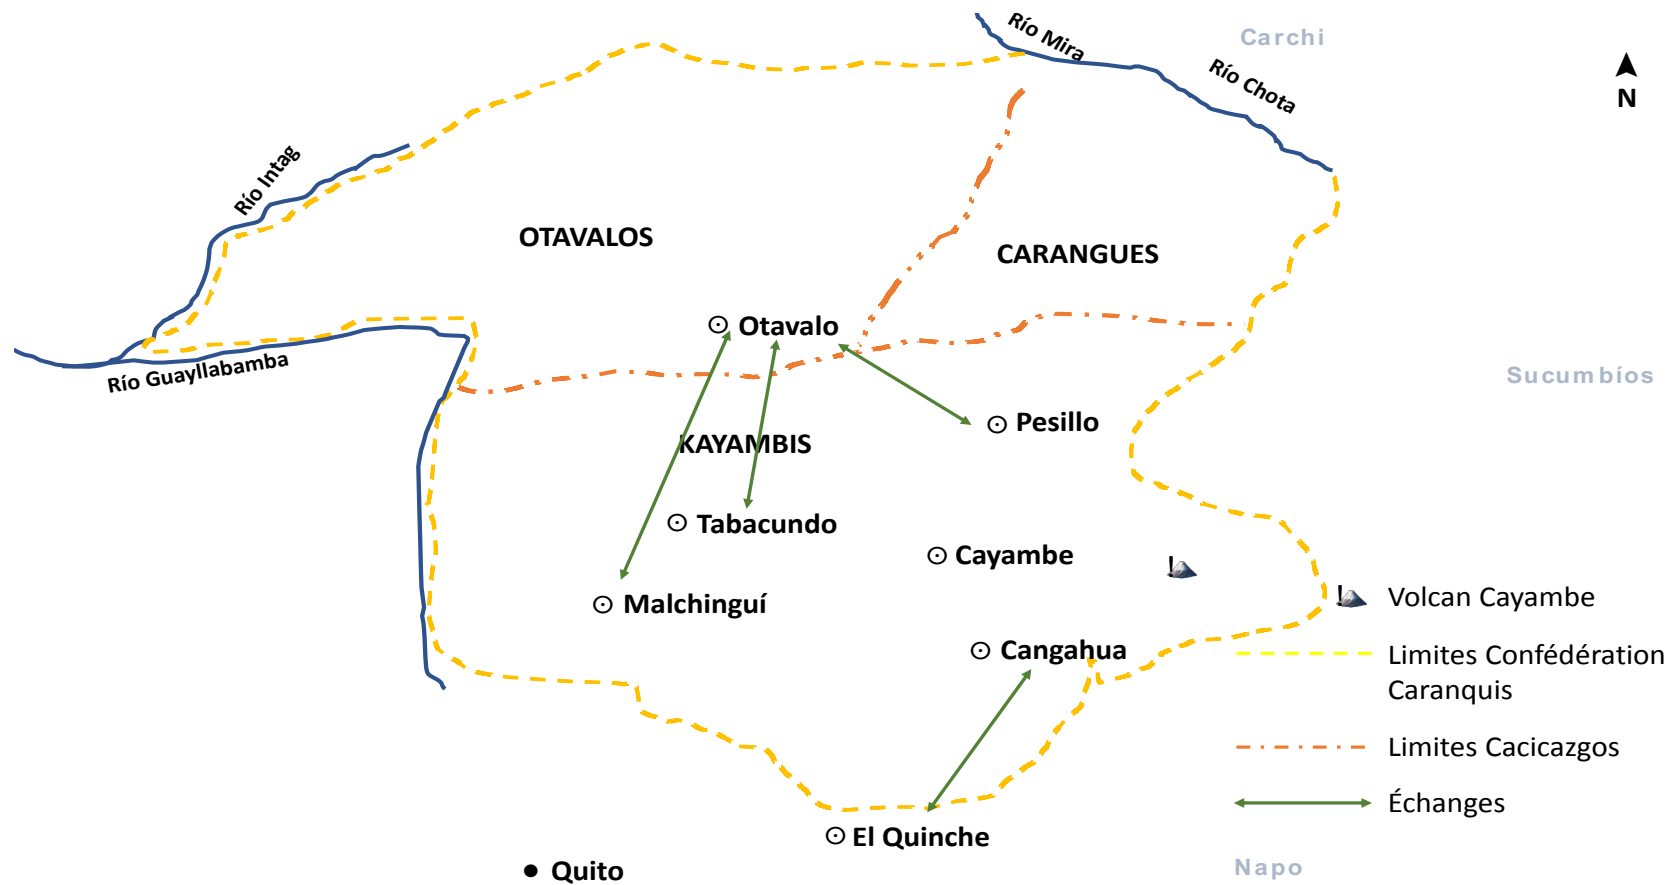 Río Mira
Carchi
Río Chota
N
Río Intag
OTAVALOS
CARANGUES
Otavalo
Río Guayllabamba
Sucumbíos
Pesillo
KAYAMBIS
Tabacundo
Cayambe
Malchinguí
Volcan Cayambe
Cangahua
Limites Confédération
Caranquis
Limites Cacicazgos
Échanges
El Quinche
Quito
Napo